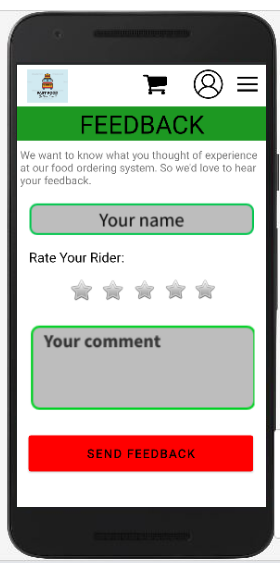 FEEDBACK
We want to know what you thought of experience
at our food ordering system. So we'd love to hear
your feedback.
Your name
Rate Your Rider:
Your comment
SEND FEEDBACK